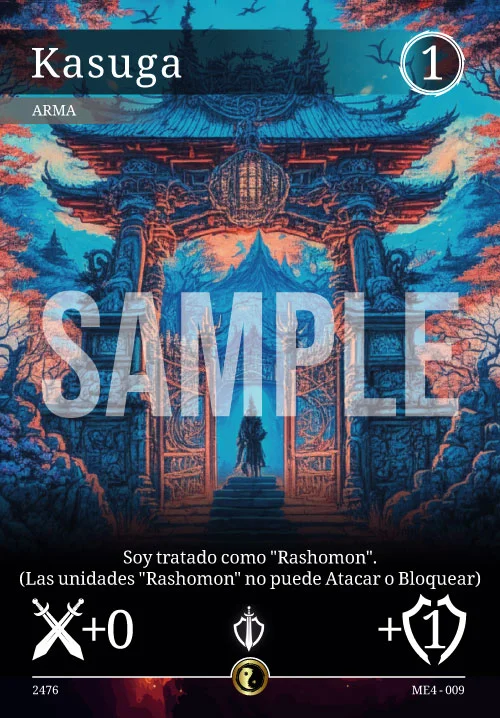 Kasuga
1
ARMA
SAMPLE
Soy tratado como "Rashomon".
(Las unidades "Rashomon" no puede Atacar o Bloquear)
+0
+1
2476
ME4 - 009